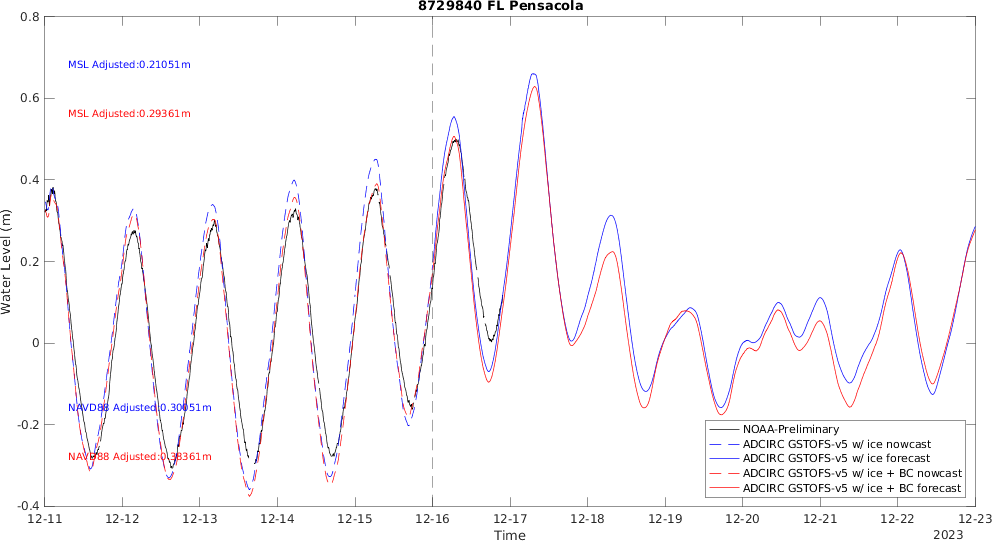 8729840 FL Pensacola
0.8
MSL Adjusted:0.21051m
0.6
MSL Adjusted:0.29361m
0.4
0.2
Water Level (m)
0
NAVD88 Adjusted:0.30051m
-0.2
NAVD88 Adjusted:0.38361m
-0.4
NOAA-Preliminary
ADCIRC GSTOFS-v5 w/ ice nowcast
ADCIRC GSTOFS-v5 w/ ice forecast
ADCIRC GSTOFS-v5 w/ ice + BC nowcast
ADCIRC GSTOFS-v5 w/ ice + BC forecast
12-11 12-12 12-13 12-14 12-15 12-16 12-17 12-18 12-19 12-20 12-21 12-22 12-23
Time
2023